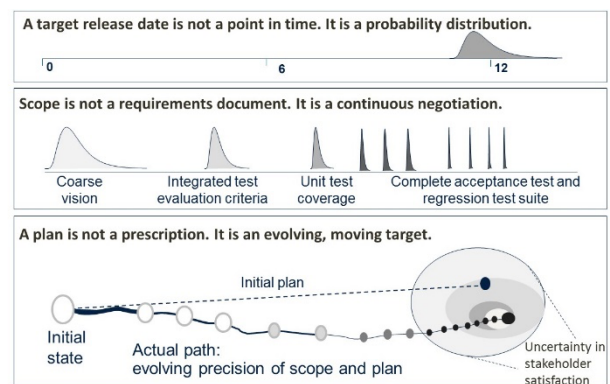 A target release date is not a point in time. It is a probability distribution.
0
6
12
Scope is not a requirements document. It is a continuous negotiation.
Coarse
vision
Integrated test
evaluation criteria
Unit test
coverage
Complete acceptance test and
regression test suite
A plan is not a prescription. It is an evolving, moving target.
Initial plan
Initial
state
Actual path:
evolving precision of scope and plan
Uncertainty in
stakeholder
satisfaction